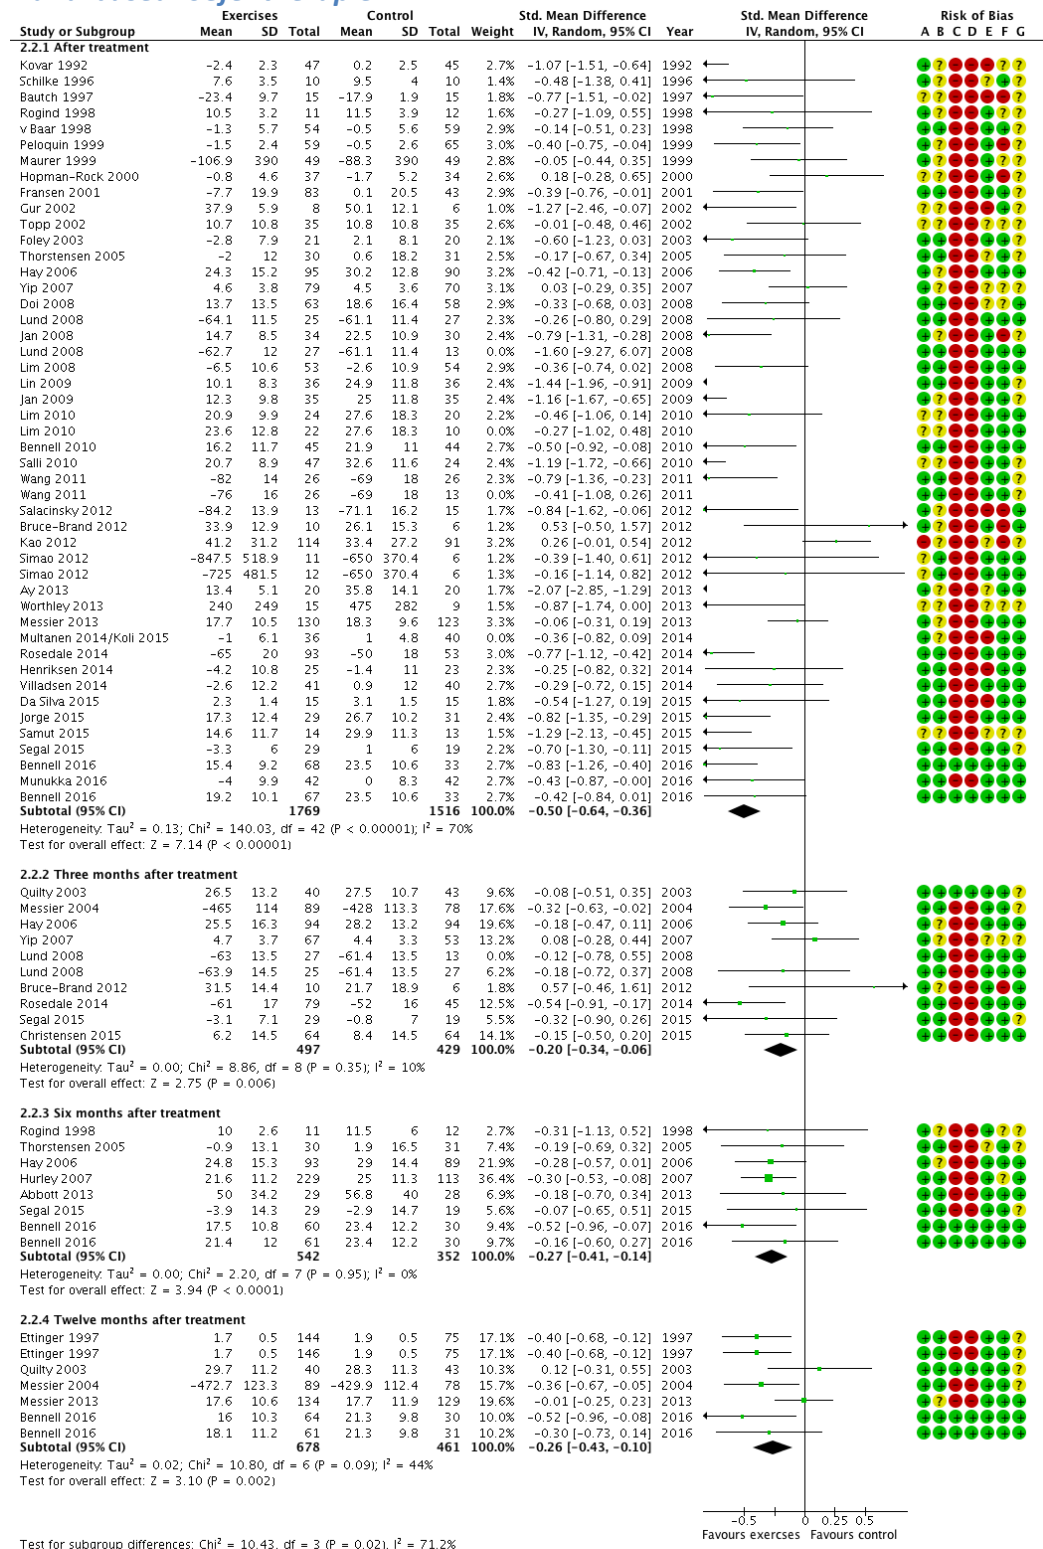 Exercises Control Std. Mean Difference Std. Mean Difference Risk of Bias
Study or Subgroup Mean SD Total Mean SD Total Weight IV, Random, 95% CI Year IV, Random, 95% CI A B C D E F G
2.2.1 After treatment
Kovar 1992 -2.4 2.3 47 0.2 2.5 45 2.7% -1.07 [-1.51, -0.64] 1992
Schilke 1996 7.6 3.5 10 9.5 4 10 1.4% -0.48 [-1.38, 0.41] 1996
Bautch 1997 -23.4 9.7 15 -17.9 1.9 15 1.8% -0.77 [-1.51, -0.02] 1997
Rogind 1998 10.5 3.2 11 11.5 3.9 12 1.6% -0.27 [-1.09, 0.55] 1998
v Baar 1998 -1.3 5.7 54 -0.5 5.6 59 2.9% -0.14 [-0.51, 0.23] 1998
Peloquin 1999 -1.5 2.4 59 -0.5 2.6 65 2.9% -0.40 [-0.75, -0.04] 1999
Maurer 1999 -106.9 390 49 -88.3 390 49 2.8% -0.05 [-0.44, 0.35] 1999
Hopman-Rock 2000 -0.8 4.6 37 -1.7 5.2 34 2.6% 0.18 [-0.28, 0.65] 2000
Fransen 2001 -7.7 19.9 83 0.1 20.5 43 2.9% -0.39 [-0.76, -0.01] 2001
Gur 2002 37.9 5.9 8 50.1 12.1 6 1.0% -1.27 [-2.46, -0.07] 2002
Topp 2002 10.7 10.8 35 10.8 10.8 35 2.6% -0.01 [-0.48, 0.46] 2002
Foley 2003 -2.8 7.9 21 2.1 8.1 20 2.1% -0.60 [-1.23, 0.03] 2003
Thorstensen 2005 -2 12 30 0.6 18.2 31 2.5% -0.17 [-0.67, 0.34] 2005
Hay 2006 24.3 15.2 95 30.2 12.8 90 3.2% -0.42 [-0.71, -0.13] 2006
Yip 2007 4.6 3.8 79 4.5 3.6 70 3.1% 0.03 [-0.29, 0.35] 2007
Doi 2008 13.7 13.5 63 18.6 16.4 58 2.9% -0.33 [-0.68, 0.03] 2008
Lund 2008 -64.1 11.5 25 -61.1 11.4 27 2.3% -0.26 [-0.80, 0.29] 2008
Jan 2008 14.7 8.5 34 22.5 10.9 30 2.4% -0.79 [-1.31, -0.28] 2008
Lund 2008 -62.7 12 27 -61.1 11.4 13 0.0% -1.60 [-9.27, 6.07] 2008
Lim 2008 -6.5 10.6 53 -2.6 10.9 54 2.8% -0.36 [-0.74, 0.02] 2008
Lin 2009 10.1 8.3 36 24.9 11.8 36 2.4% -1.44 [-1.96, -0.91] 2009
Jan 2009 12.3 9.8 35 25 11.8 35 2.4% -1.16 [-1.67, -0.65] 2009
Lim 2010 20.9 9.9 24 27.6 18.3 20 2.2% -0.46 [-1.06, 0.14] 2010
Lim 2010 23.6 12.8 22 27.6 18.3 10 0.0% -0.27 [-1.02, 0.48] 2010
Bennell 2010 16.2 11.7 45 21.9 11 44 2.7% -0.50 [-0.92, -0.08] 2010
Salli 2010 20.7 8.9 47 32.6 11.6 24 2.4% -1.19 [-1.72, -0.66] 2010
Wang 2011 -82 14 26 -69 18 26 2.3% -0.79 [-1.36, -0.23] 2011
Wang 2011 -76 16 26 -69 18 13 0.0% -0.41 [-1.08, 0.26] 2011
Salacinsky 2012 -84.2 13.9 13 -71.1 16.2 15 1.7% -0.84 [-1.62, -0.06] 2012
Bruce-Brand 2012 33.9 12.9 10 26.1 15.3 6 1.2% 0.53 [-0.50, 1.57] 2012
Kao 2012 41.2 31.2 114 33.4 27.2 91 3.2% 0.26 [-0.01, 0.54] 2012
Simao 2012 -847.5 518.9 11 -650 370.4 6 1.2% -0.39 [-1.40, 0.61] 2012
Simao 2012 -725 481.5 12 -650 370.4 6 1.3% -0.16 [-1.14, 0.82] 2012
Ay 2013 13.4 5.1 20 35.8 14.1 20 1.7% -2.07 [-2.85, -1.29] 2013
Worthley 2013 240 249 15 475 282 9 1.5% -0.87 [-1.74, 0.00] 2013
Messier 2013 17.7 10.5 130 18.3 9.6 123 3.3% -0.06 [-0.31, 0.19] 2013
Multanen 2014/Koli 2015 -1 6.1 36 1 4.8 40 0.0% -0.36 [-0.82, 0.09] 2014
Rosedale 2014 -65 20 93 -50 18 53 3.0% -0.77 [-1.12, -0.42] 2014
Henriksen 2014 -4.2 10.8 25 -1.4 11 23 2.2% -0.25 [-0.82, 0.32] 2014
Villadsen 2014 -2.6 12.2 41 0.9 12 40 2.7% -0.29 [-0.72, 0.15] 2014
Da Silva 2015 2.3 1.4 15 3.1 1.5 15 1.8% -0.54 [-1.27, 0.19] 2015
Jorge 2015 17.3 12.4 29 26.7 10.2 31 2.4% -0.82 [-1.35, -0.29] 2015
Samut 2015 14.6 11.7 14 29.9 11.3 13 1.5% -1.29 [-2.13, -0.45] 2015
Segal 2015 -3.3 6 29 1 6 19 2.2% -0.70 [-1.30, -0.11] 2015
Bennell 2016 15.4 9.2 68 23.5 10.6 33 2.7% -0.83 [-1.26, -0.40] 2016
Munukka 2016 -4 9.9 42 0 8.3 42 2.7% -0.43 [-0.87, -0.00] 2016
Bennell 2016 19.2 10.1 67 23.5 10.6 33 2.7% -0.42 [-0.84, 0.01] 2016
Subtotal (95% CI) 1769 1516 100.0% -0.50 [-0.64, -0.36]
Heterogeneity: Tau² = 0.13; Chi² = 140.03, df = 42 (P < 0.00001); I² = 70%
Test for overall effect: Z = 7.14 (P < 0.00001)
2.2.2 Three months after treatment
Quilty 2003 26.5 13.2 40 27.5 10.7 43 9.6% -0.08 [-0.51, 0.35] 2003
Messier 2004 -465 114 89 -428 113.3 78 17.6% -0.32 [-0.63, -0.02] 2004
Hay 2006 25.5 16.3 94 28.2 13.2 94 19.6% -0.18 [-0.47, 0.11] 2006
Yip 2007 4.7 3.7 67 4.4 3.3 53 13.2% 0.08 [-0.28, 0.44] 2007
Lund 2008 -63 13.5 27 -61.4 13.5 13 0.0% -0.12 [-0.78, 0.55] 2008
Lund 2008 -63.9 14.5 25 -61.4 13.5 27 6.2% -0.18 [-0.72, 0.37] 2008
Bruce-Brand 2012 31.5 14.4 10 21.7 18.9 6 1.8% 0.57 [-0.46, 1.61] 2012
Rosedale 2014 -61 17 79 -52 16 45 12.5% -0.54 [-0.91, -0.17] 2014
Segal 2015 -3.1 7.1 29 -0.8 7 19 5.5% -0.32 [-0.90, 0.26] 2015
Christensen 2015 6.2 14.5 64 8.4 14.5 64 14.1% -0.15 [-0.50, 0.20] 2015
Subtotal (95% CI) 497 429 100.0% -0.20 [-0.34, -0.06]
Heterogeneity: Tau² = 0.00; Chi² = 8.86, df = 8 (P = 0.35); I² = 10%
Test for overall effect: Z = 2.75 (P = 0.006)
2.2.3 Six months after treatment
Rogind 1998 10 2.6 11 11.5 6 12 2.7% -0.31 [-1.13, 0.52] 1998
Thorstensen 2005 -0.9 13.1 30 1.9 16.5 31 7.4% -0.19 [-0.69, 0.32] 2005
Hay 2006 24.8 15.3 93 29 14.4 89 21.9% -0.28 [-0.57, 0.01] 2006
Hurley 2007 21.6 11.2 229 25 11.3 113 36.4% -0.30 [-0.53, -0.08] 2007
Abbott 2013 50 34.2 29 56.8 40 28 6.9% -0.18 [-0.70, 0.34] 2013
Segal 2015 -3.9 14.3 29 -2.9 14.7 19 5.6% -0.07 [-0.65, 0.51] 2015
Bennell 2016 17.5 10.8 60 23.4 12.2 30 9.4% -0.52 [-0.96, -0.07] 2016
Bennell 2016 21.4 12 61 23.4 12.2 30 9.7% -0.16 [-0.60, 0.27] 2016
Subtotal (95% CI) 542 352 100.0% -0.27 [-0.41, -0.14]
Heterogeneity: Tau² = 0.00; Chi² = 2.20, df = 7 (P = 0.95); I² = 0%
Test for overall effect: Z = 3.94 (P < 0.0001)
2.2.4 Twelve months after treatment
Ettinger 1997 1.7 0.5 144 1.9 0.5 75 17.1% -0.40 [-0.68, -0.12] 1997
Ettinger 1997 1.7 0.5 146 1.9 0.5 75 17.1% -0.40 [-0.68, -0.12] 1997
Quilty 2003 29.7 11.2 40 28.3 11.3 43 10.3% 0.12 [-0.31, 0.55] 2003
Messier 2004 -472.7 123.3 89 -429.9 112.4 78 15.7% -0.36 [-0.67, -0.05] 2004
Messier 2013 17.6 10.6 134 17.7 11.9 129 19.6% -0.01 [-0.25, 0.23] 2013
Bennell 2016 16 10.3 64 21.3 9.8 30 10.0% -0.52 [-0.96, -0.08] 2016
Bennell 2016 18.1 11.2 61 21.3 9.8 31 10.2% -0.30 [-0.73, 0.14] 2016
Subtotal (95% CI) 678 461 100.0% -0.26 [-0.43, -0.10]
Heterogeneity: Tau² = 0.02; Chi² = 10.80, df = 6 (P = 0.09); I² = 44%
Test for overall effect: Z = 3.10 (P = 0.002)
-0.5 0 0.25 0.5
Favours exercses Favours control
Test for subgroup differences: Chi² = 10.43, df = 3 (P = 0.02), I² = 71.2%